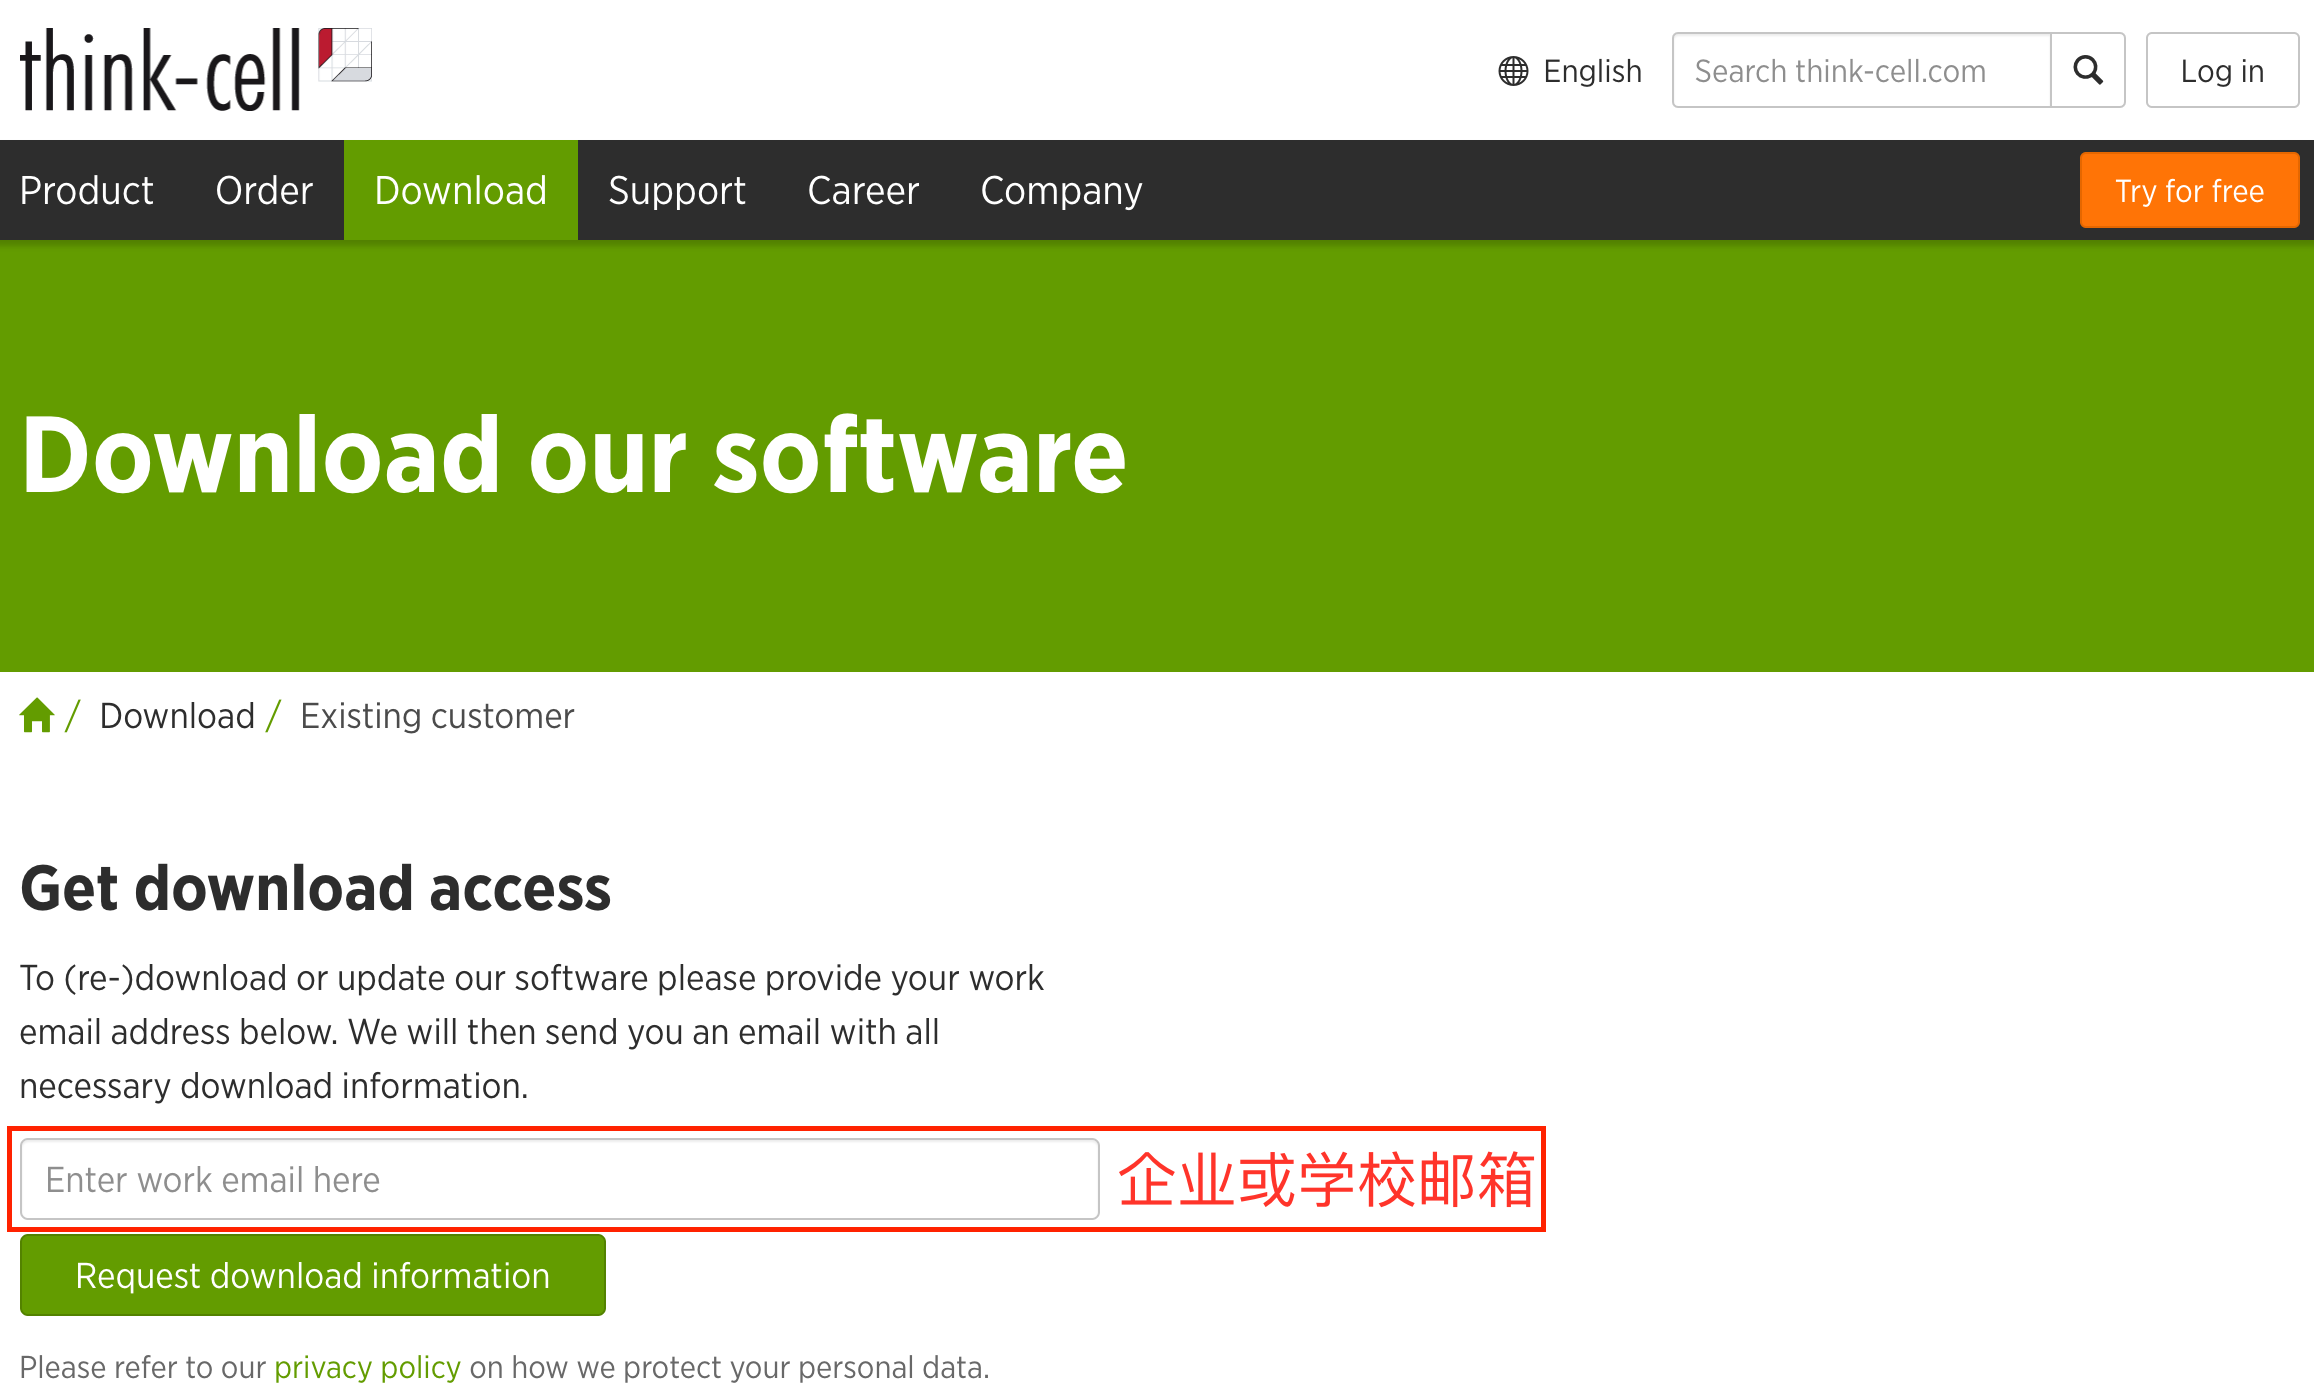 think-cell
English
Search think-cell.com
Log in
Product
Order
Download
Support
Career
Company
Try for free
Download our software
/ Download / Existing customer
Get download access
To (re-)download or update our software please provide your work
email address below. We will then send you an email with all
necessary download information.
Enter work email here
企业或学校邮箱
Request download information
Please refer to our privacy policy on how we protect your personal data.